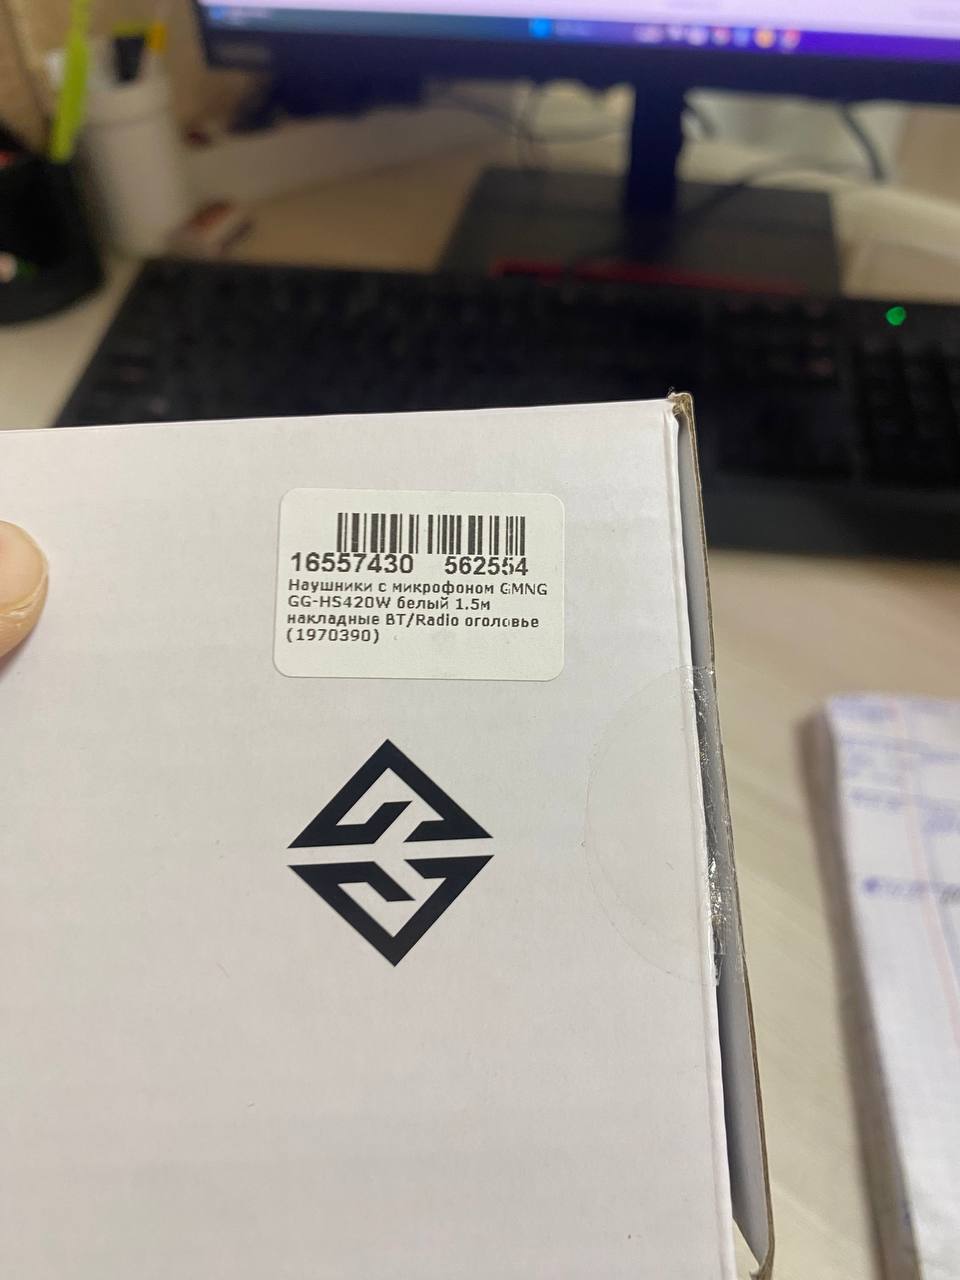 16557430 562554
Наушники с микрофоном GMNG
GG-HS420W белый 1.5м
накладные BT/Radio оголовье
(1970390)